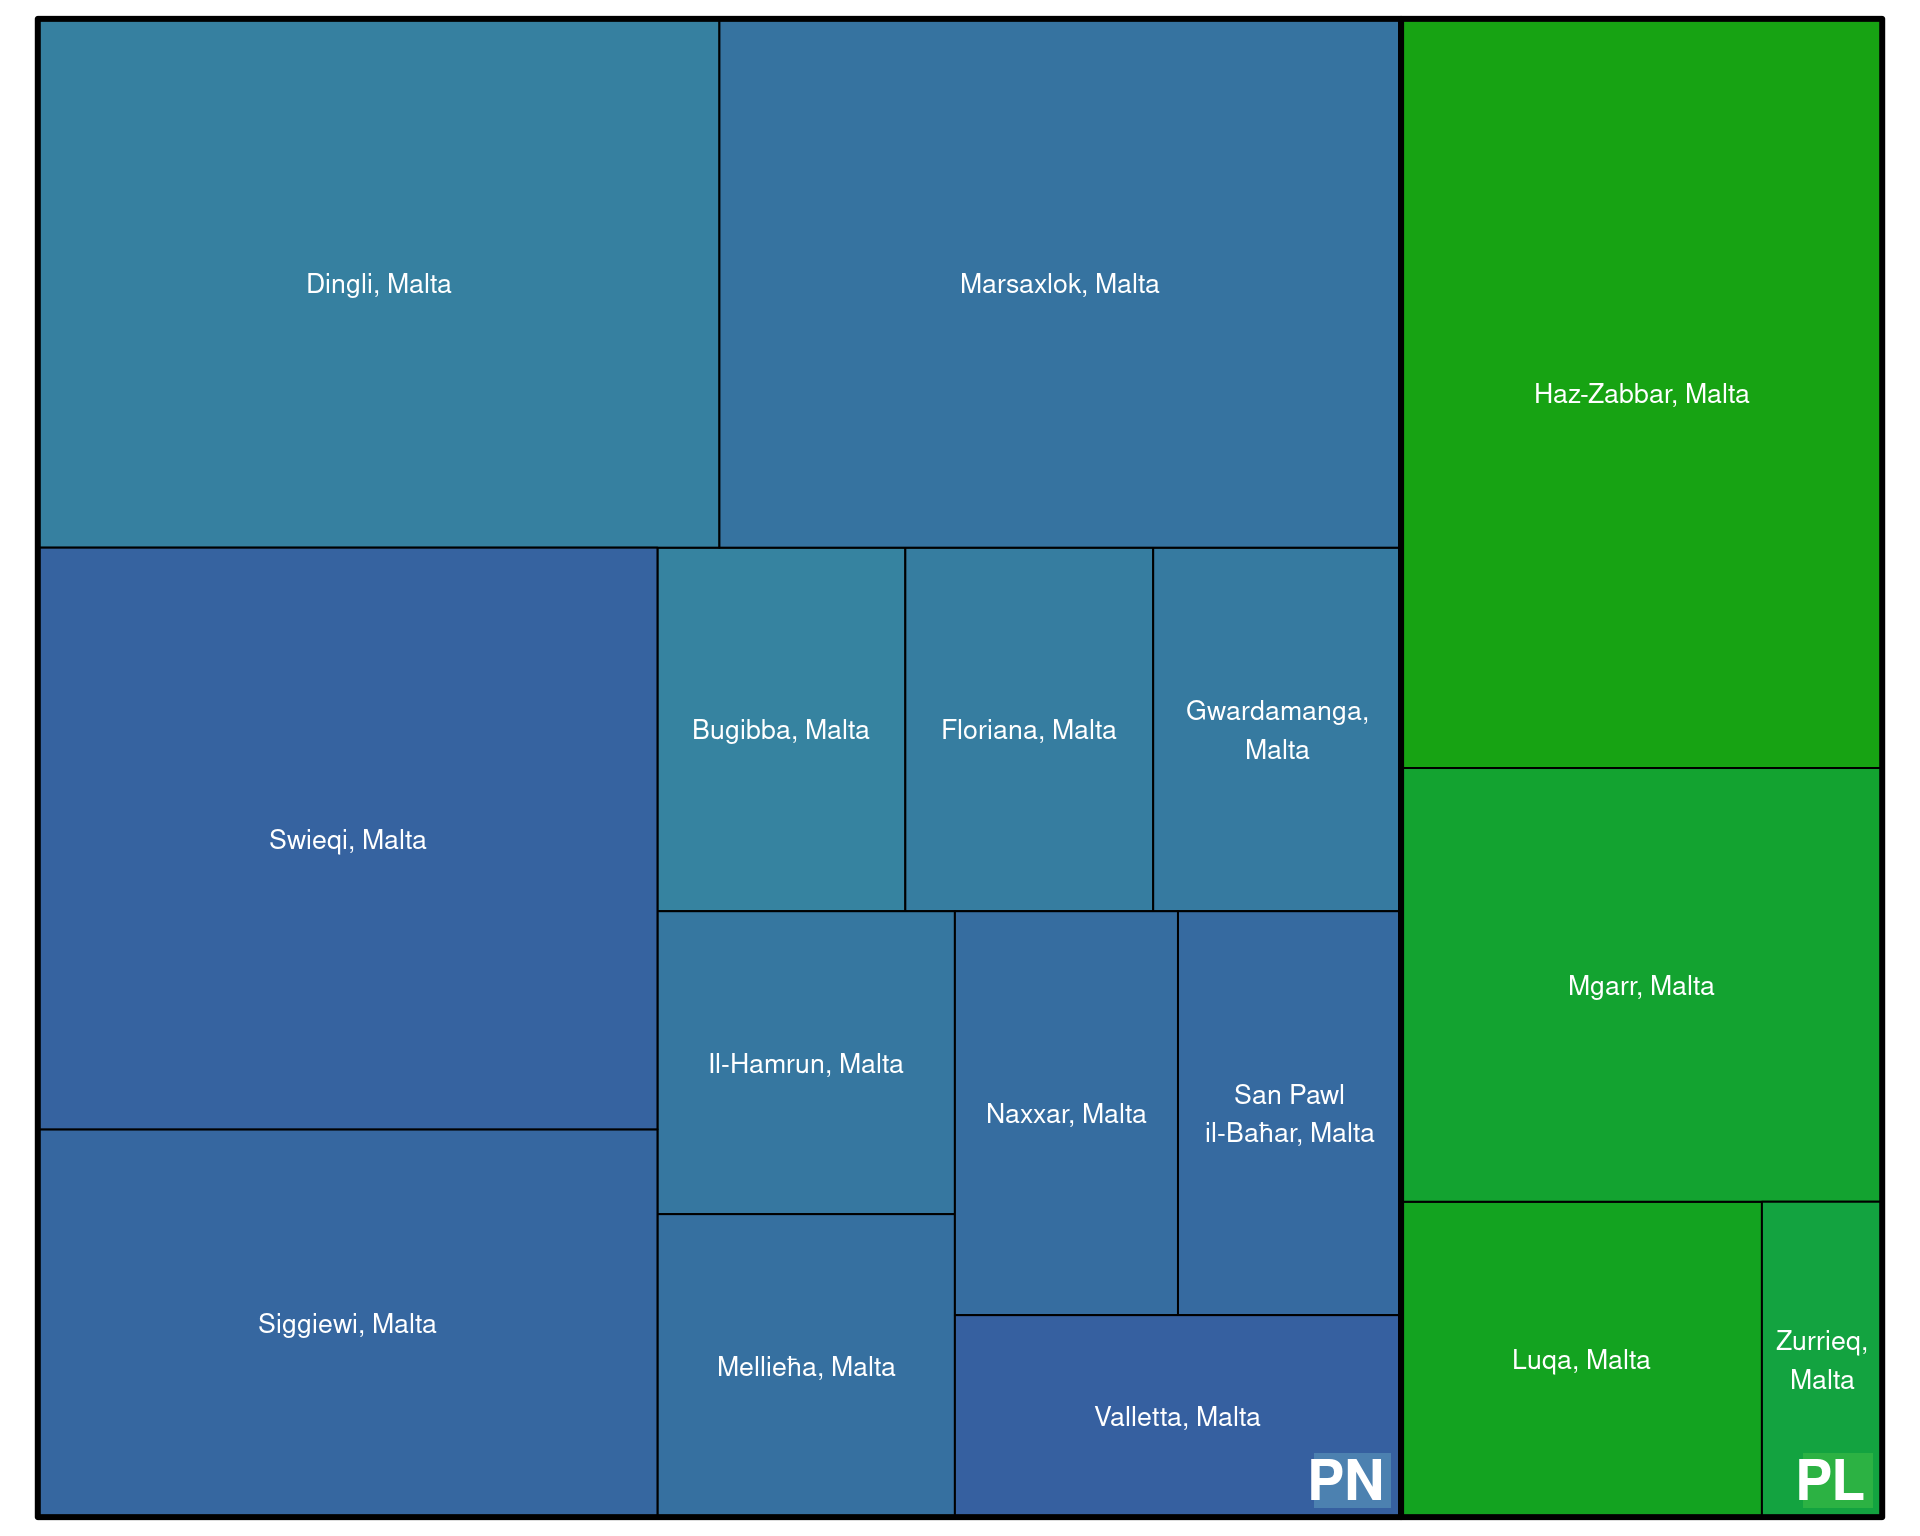 Dingli, Malta
Marsaxlok, Malta
Haz-Zabbar, Malta
Swieqi, Malta
Bugibba, Malta
Floriana, Malta
Gwardamanga,
Malta
Mgarr, Malta
Il-Hamrun, Malta
Naxxar, Malta
San Pawl
il-Baħar, Malta
Siggiewi, Malta
Mellieħa, Malta
Valletta, Malta
Luqa, Malta
Zurrieq,
Malta
PN
PL